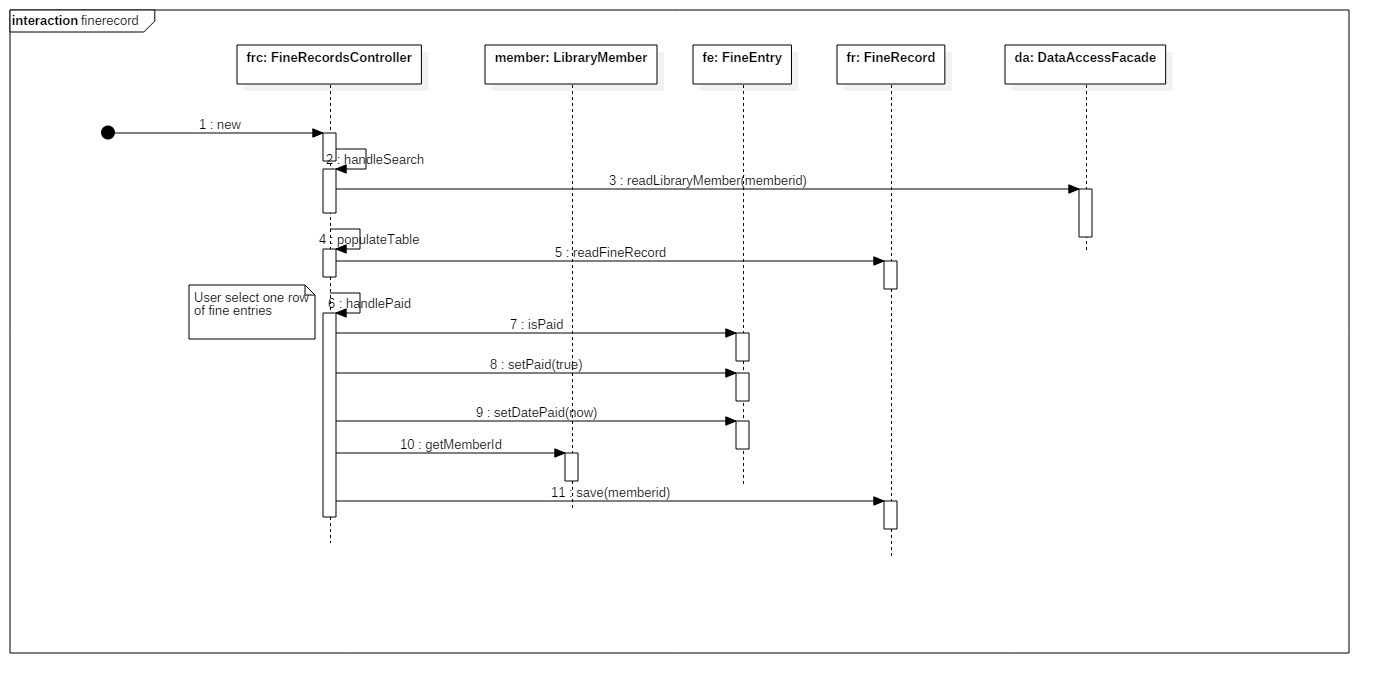 interaction finerecord
frc: FineRecordsController
member: LibraryMember
fe: FineEntry
fr: FineRecord
da: DataAccessFacade
1 : new
2 : handleSearch
3 : readLibraryMember(memberid)
4 : populateTable
5 : readFineRecord
User select one row
of fine entries
6 : handlePaid
7 : isPaid
8 : setPaid(true)
9 : setDatePaid(now)
10 : getMemberId
11 : save(memberid)